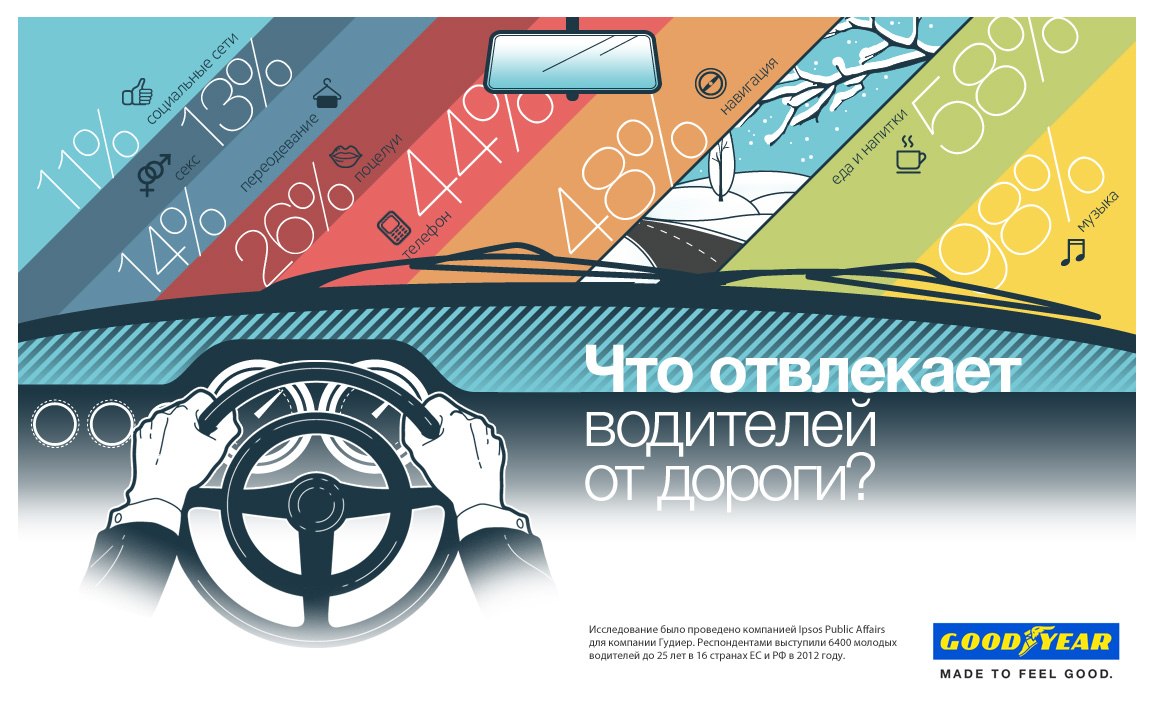 11%
социальные сети
13%
секс
14%
переодевание
26%
поцелуи
44%
телефон
48%
навигация
58%
еда и напитки
98%
музыка
Что отвлекает
водителей
от дороги?
Исследование было проведено компанией Ipsos Public Affairs
для компании Гудиер. Респондентами выступили 6400 молодых
водителей до 25 лет в 16 странах ЕС и РФ в 2012 году.
GOOD YEAR
MADE TO FEEL GOOD.